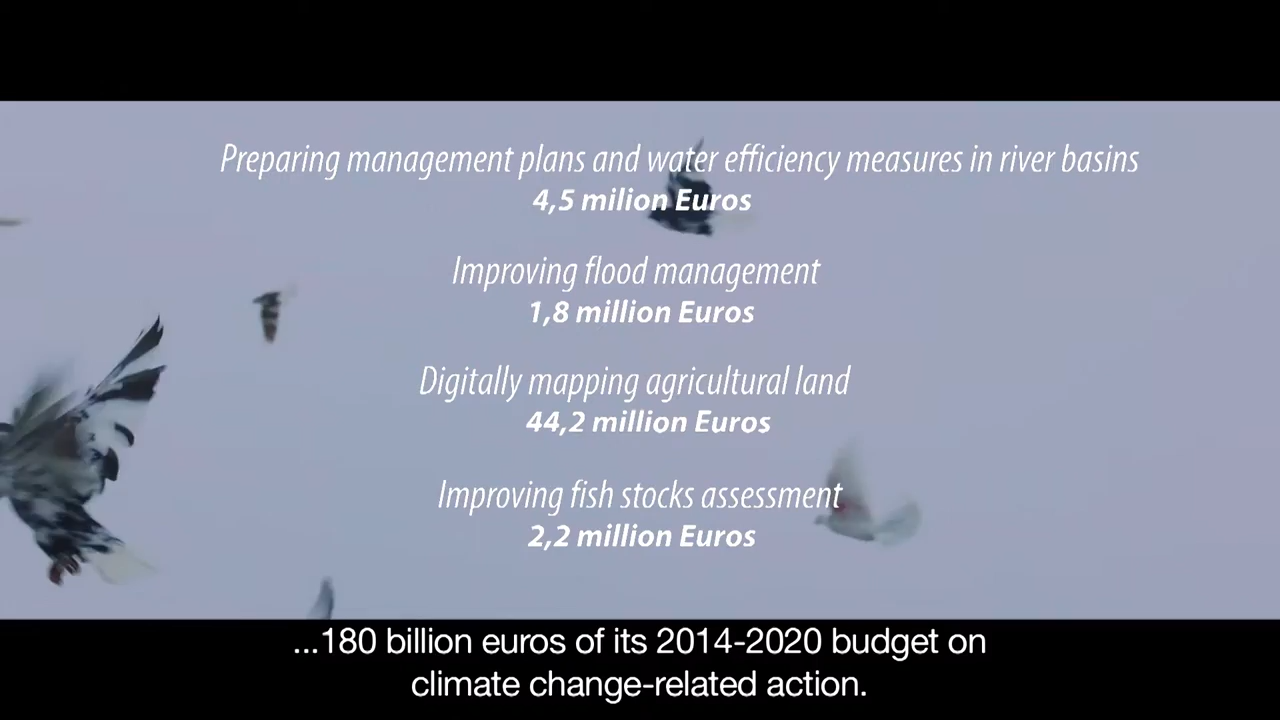 Preparing management plans and water efficiency measures in river basins
4,5 milion Euros
Improving flood management
1,8 million Euros
Digitally mapping agricultural land
44,2 million Euros
Improving fish stocks assessment
2,2 million Euros
...180 billion euros of its 2014-2020 budget on
climate change-related action.